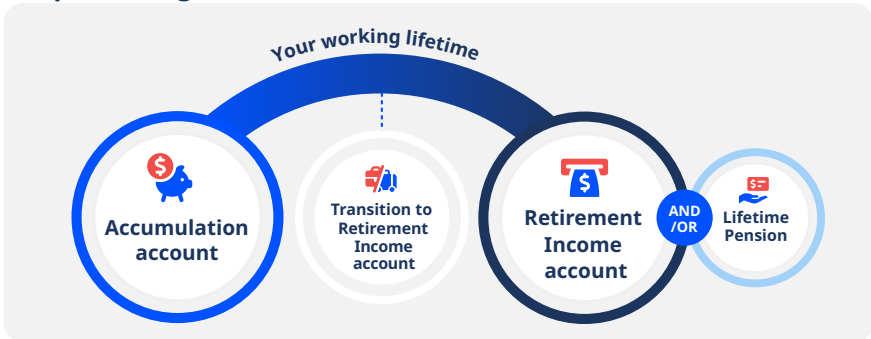 Your working lifetime
$
Accumulation
account
Transition to
Retirement
Income
account
$
Retirement
Income
account
AND
/OR
$
Lifetime
Pension